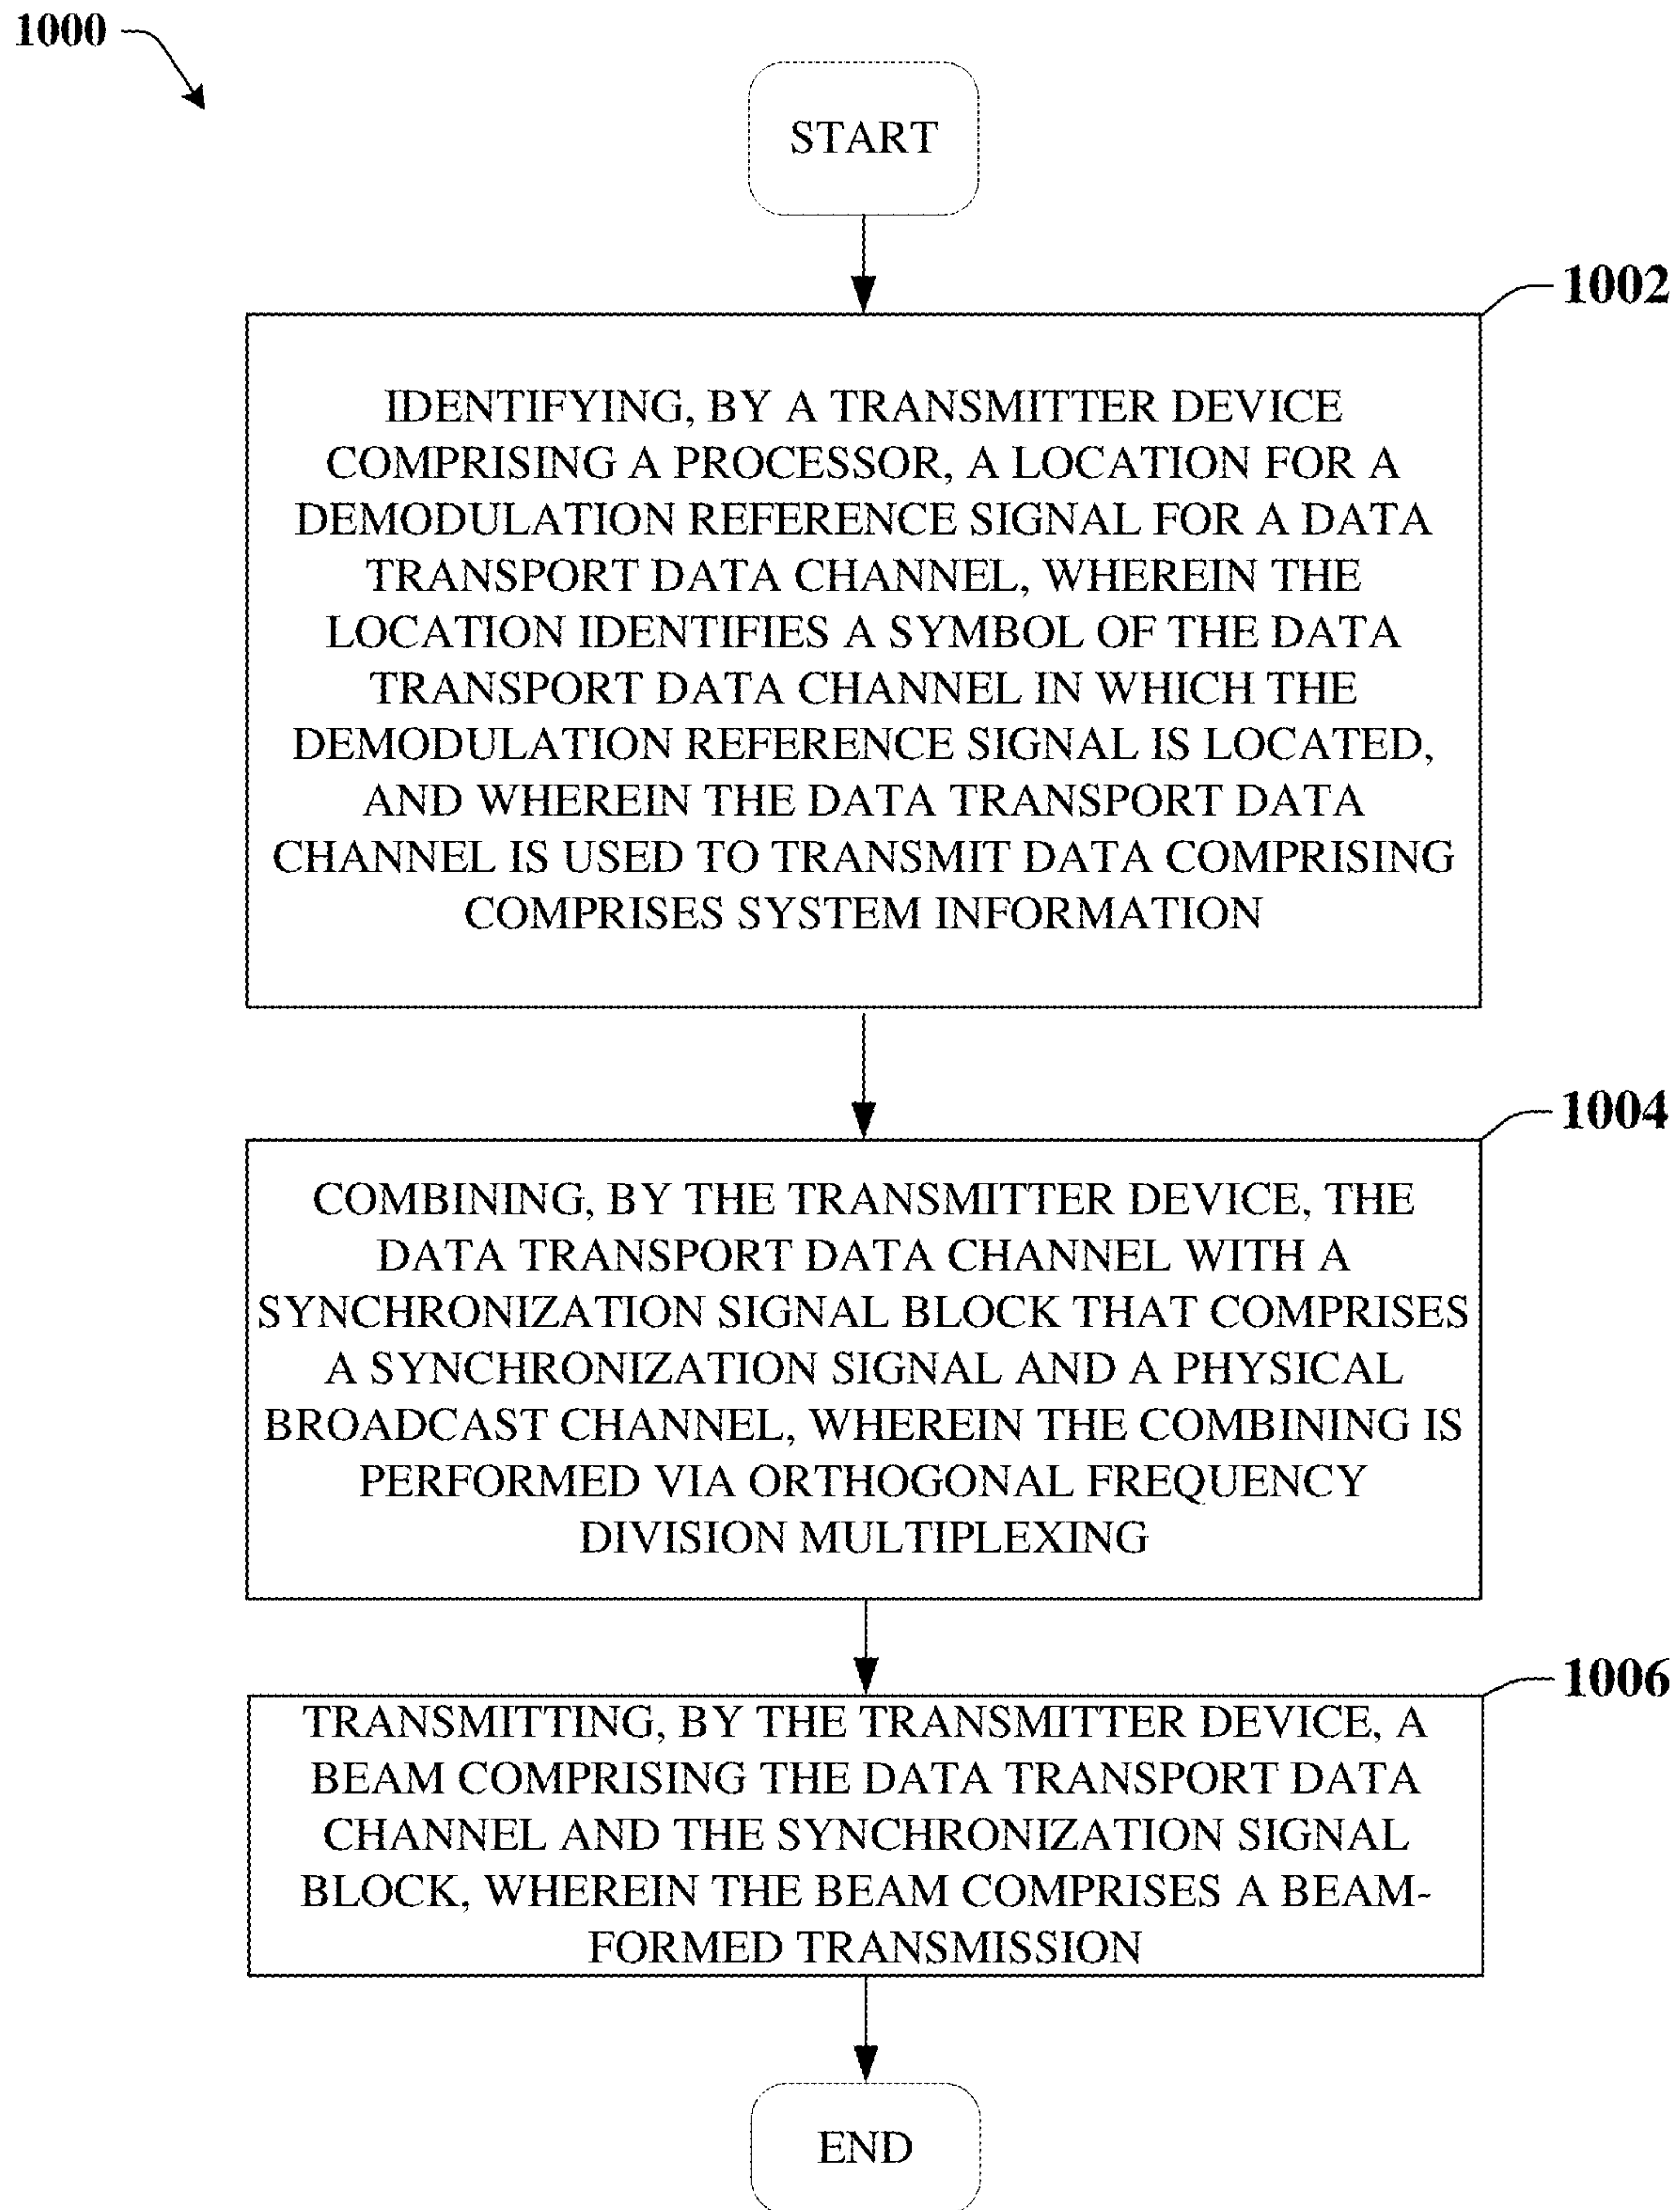 1000
START
1002
IDENTIFYING, BY A TRANSMITTER DEVICE
COMPRISING A PROCESSOR, A LOCATION FOR A
DEMODULATION REFERENCE SIGNAL FOR A DATA
TRANSPORT DATA CHANNEL, WHEREIN THE
LOCATION IDENTIFIES A SYMBOL OF THE DATA
TRANSPORT DATA CHANNEL IN WHICH THE
DEMODULATION REFERENCE SIGNAL IS LOCATED,
AND WHEREIN THE DATA TRANSPORT DATA
CHANNEL IS USED TO TRANSMIT DATA COMPRISING
COMPRISES SYSTEM INFORMATION
1004
COMBINING, BY THE TRANSMITTER DEVICE, THE
DATA TRANSPORT DATA CHANNEL WITH A
SYNCHRONIZATION SIGNAL BLOCK THAT COMPRISES
A SYNCHRONIZATION SIGNAL AND A PHYSICAL
BROADCAST CHANNEL, WHEREIN THE COMBINING IS
PERFORMED VIA ORTHOGONAL FREQUENCY
DIVISION MULTIPLEXING
1006
TRANSMITTING, BY THE TRANSMITTER DEVICE, A
BEAM COMPRISING THE DATA TRANSPORT DATA
CHANNEL AND THE SYNCHRONIZATION SIGNAL
BLOCK, WHEREIN THE BEAM COMPRISES A BEAM-
FORMED TRANSMISSION
END